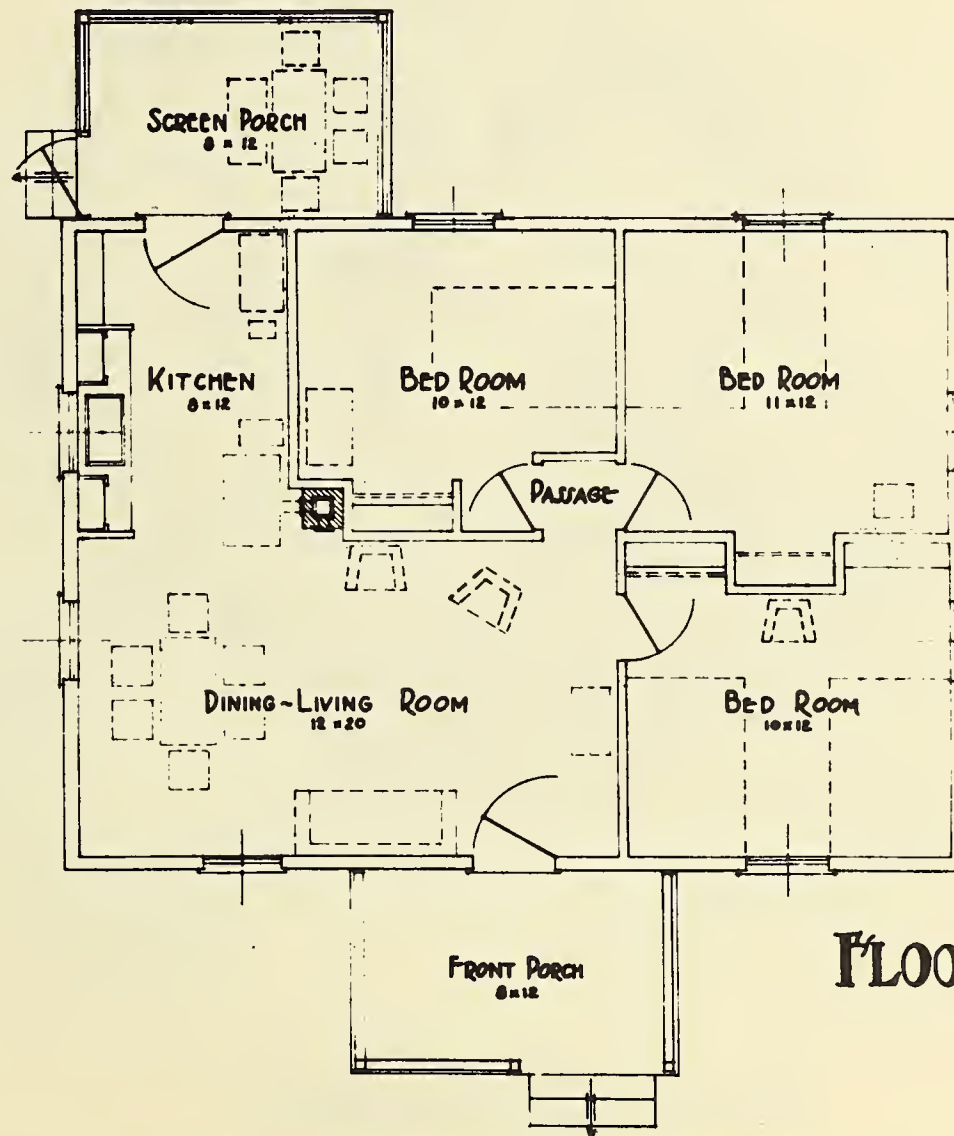 SCREEN PORCH
8 x 12
KITCHEN
8 x 12
BED ROOM
10 x 12
BED ROOM
11 x 12
PASSAGE
DINING ~ LIVING ROOM
12 x 20
BED ROOM
10 x 12
FRONT PORCH
8 x 12
FLOO